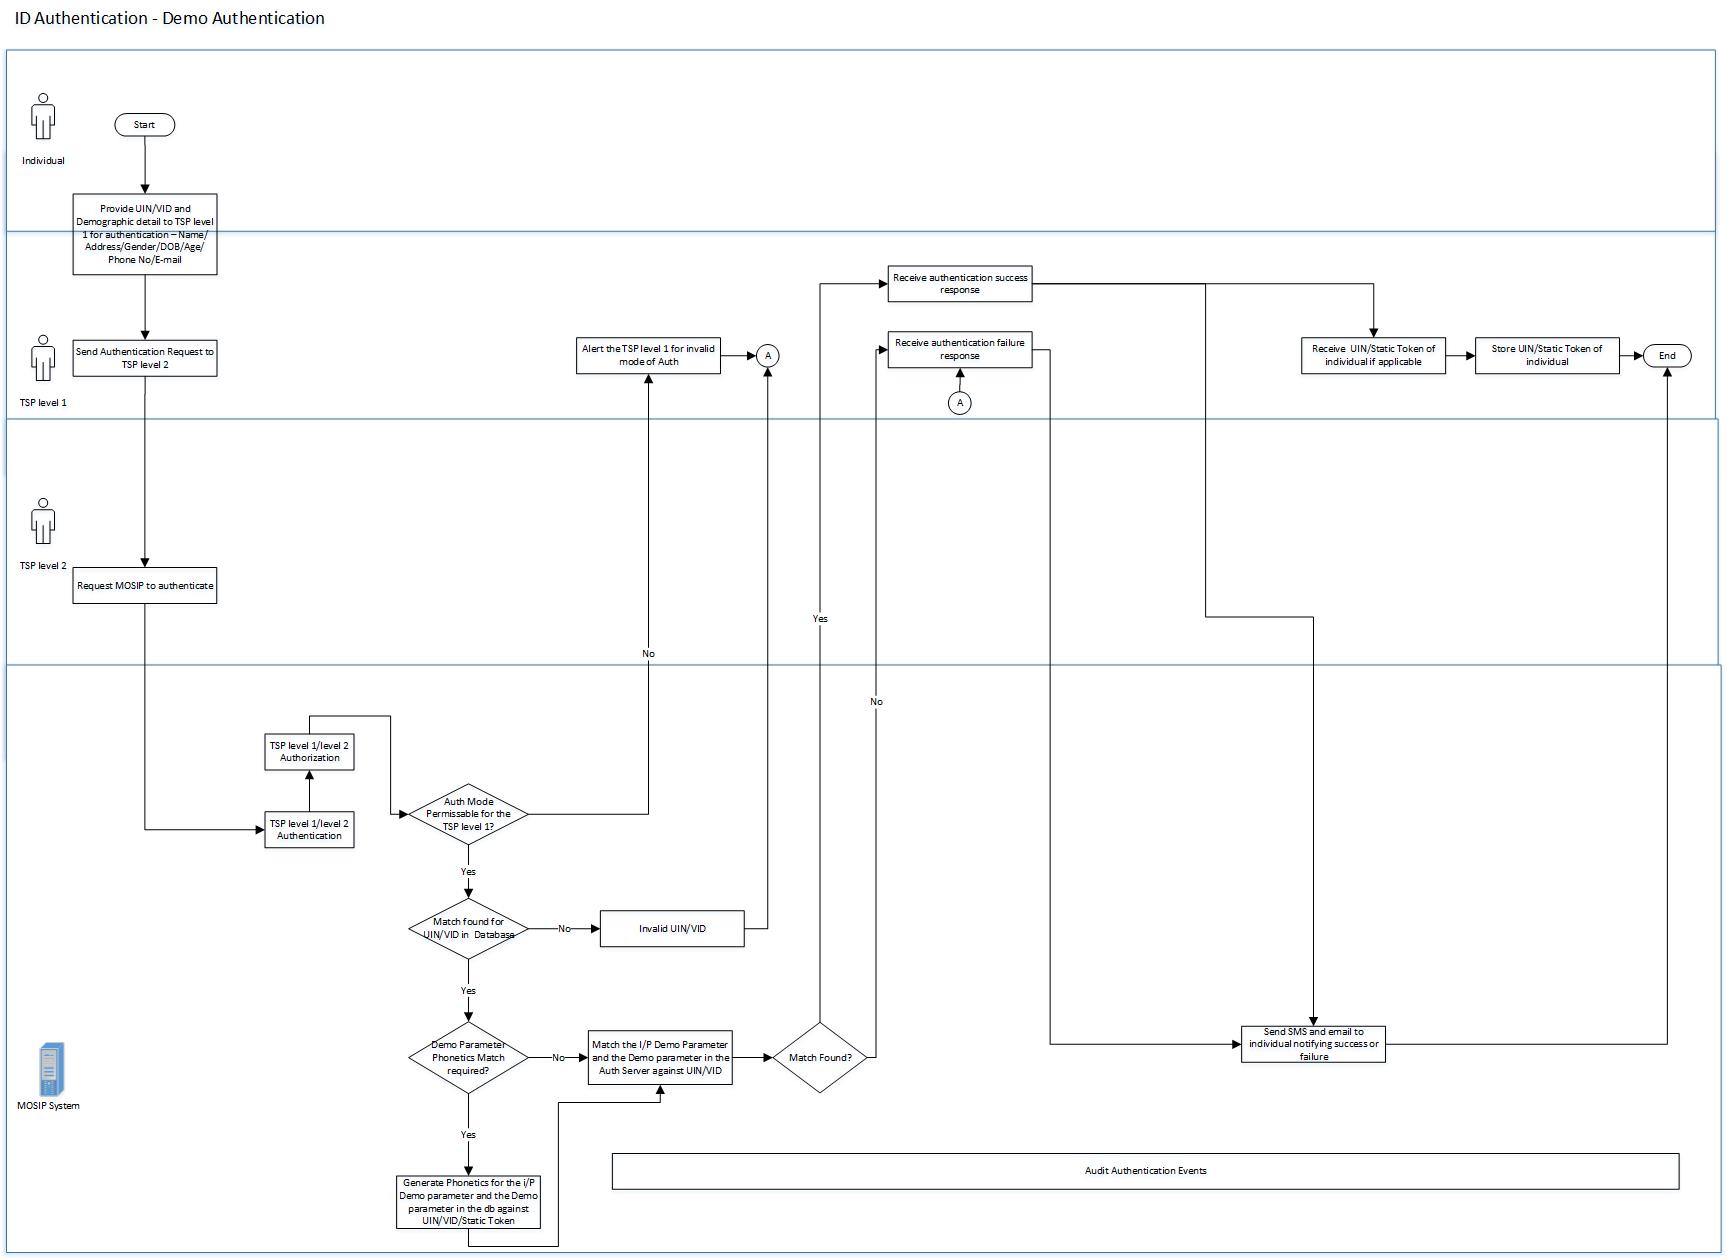 ID Authentication - Demo Authentication
Start
Individual
Provide UIN/VID and
Demographic detail to TSP level
1 for authentication – Name/
Address/Gender/DOB/Age/
Phone No/E-mail
Receive authentication success
response
Send Authentication Request to
TSP level 2
TSP level 1
Alert the TSP level 1 for invalid
mode of Auth
A
Receive authentication failure
response
A
Receive UIN/Static Token of
individual if applicable
Store UIN/Static Token of
individual
End
TSP level 2
Request MOSIP to authenticate
Yes
No
No
TSP level 1/level 2
Authorization
TSP level 1/level 2
Authentication
Auth Mode
Permissable for the
TSP level 1?
Yes
Match found for
UIN/VID in Database
No
Invalid UIN/VID
Yes
Demo Parameter
Phonetics Match
required?
No
Match the I/P Demo Parameter
and the Demo parameter in the
Auth Server against UIN/VID
Match Found?
Send SMS and email to
individual notifying success or
failure
MOSIP System
Yes
Generate Phonetics for the i/P
Demo parameter and the Demo
parameter in the db against
UIN/VID/Static Token
Audit Authentication Events